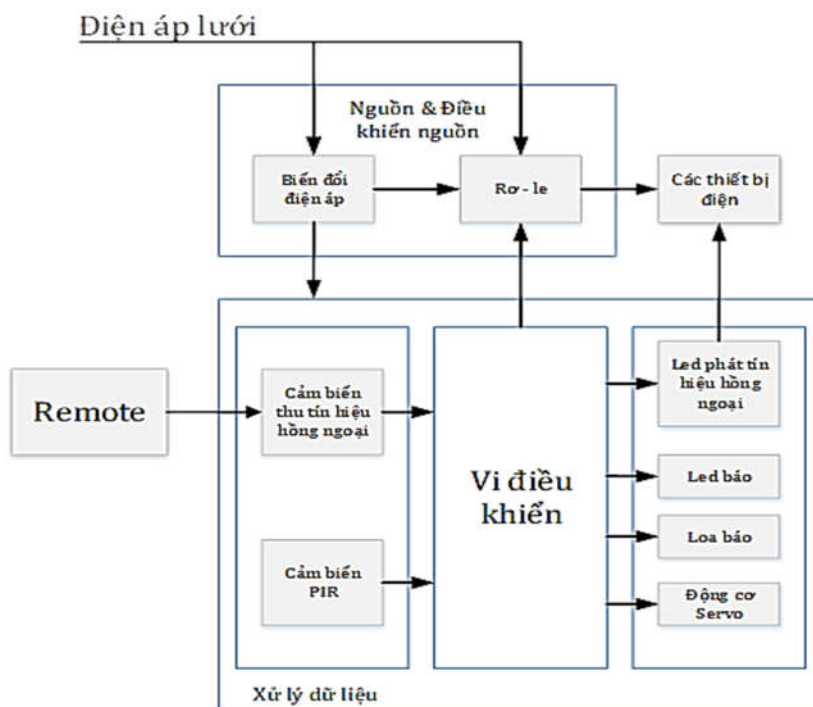 Điện áp lưới
Nguồn & Điều
khiển nguồn
Biến đổi
điện áp
Rơ - le
Các thiết bị
điện
Remote
Cảm biến
thu tín hiệu
hồng ngoại
Cảm biến
PIR
Vi điều
khiển
Led phát tín
hiệu hồng
ngoại
Led báo
Loa báo
Động cơ
Servo
Xử lý dữ liệu